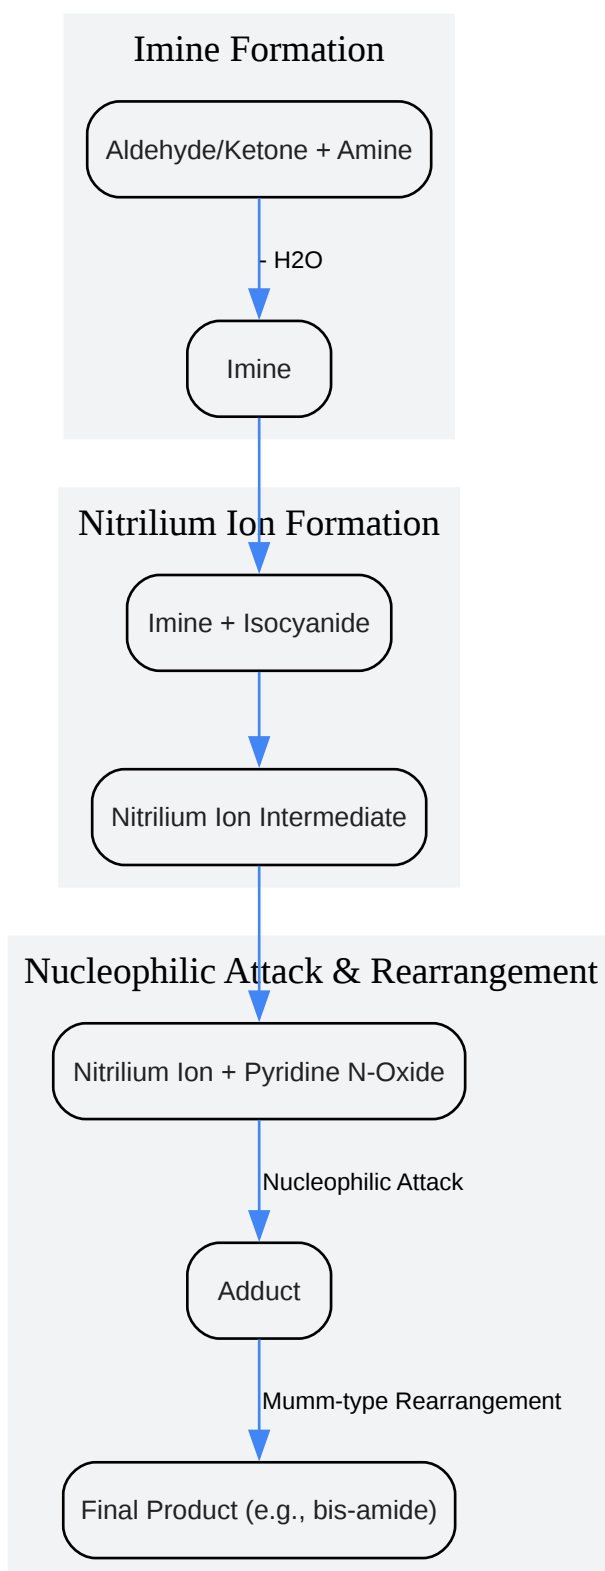 Imine Formation
Aldehyde/Ketone + Amine
- H2O
Imine
Nitrilium Ion Formation
Imine + Isocyanide
Nitrilium Ion Intermediate
Nucleophilic Attack & Rearrangement
Nitrilium Ion + Pyridine N-Oxide
Nucleophilic Attack
Adduct
Mumm-type Rearrangement
Final Product (e.g., bis-amide)